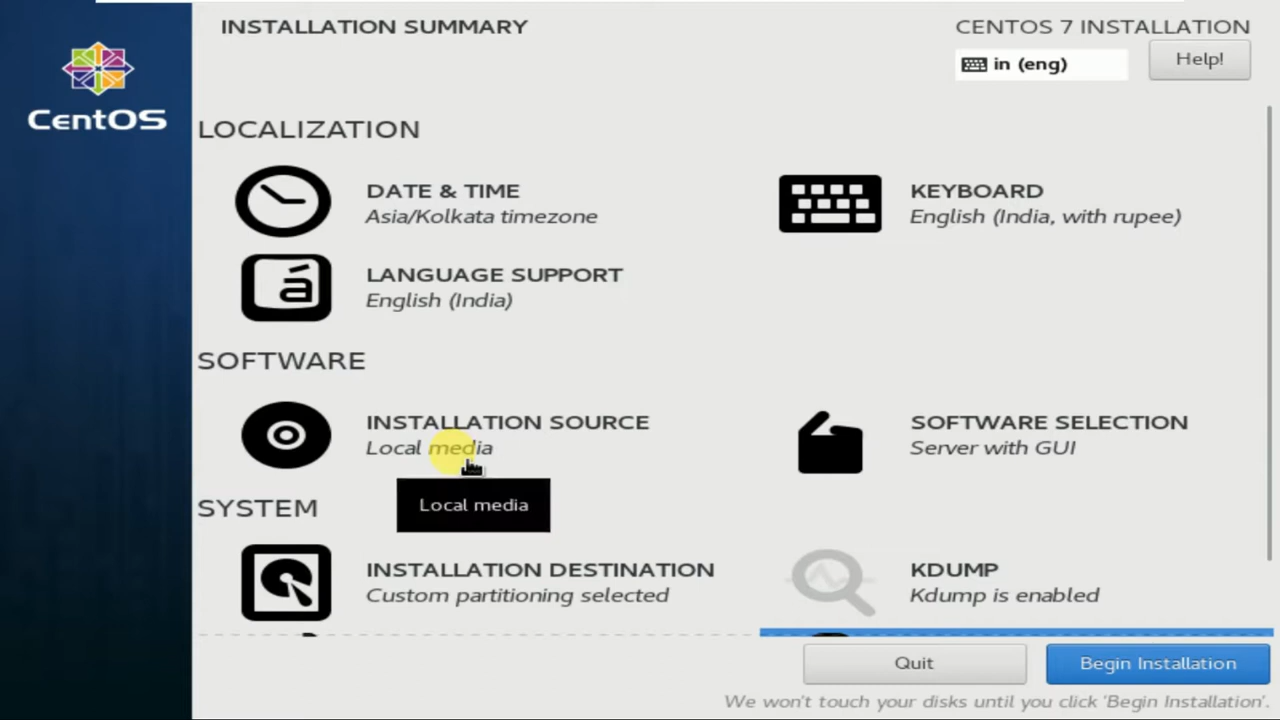 INSTALLATION SUMMARY
CENTOS 7 INSTALLATION
in (eng)
Help!
CentOS
LOCALIZATION
DATE & TIME
Asia/Kolkata timezone
KEYBOARD
English (India, with rupee)
á
LANGUAGE SUPPORT
English (India)
SOFTWARE
INSTALLATION SOURCE
Local media
SOFTWARE SELECTION
Server with GUI
Local media
SYSTEM
INSTALLATION DESTINATION
Custom partitioning selected
KDUMP
Kdump is enabled
Quit
Begin Installation
We won't touch your disks until you click 'Begin Installation'.